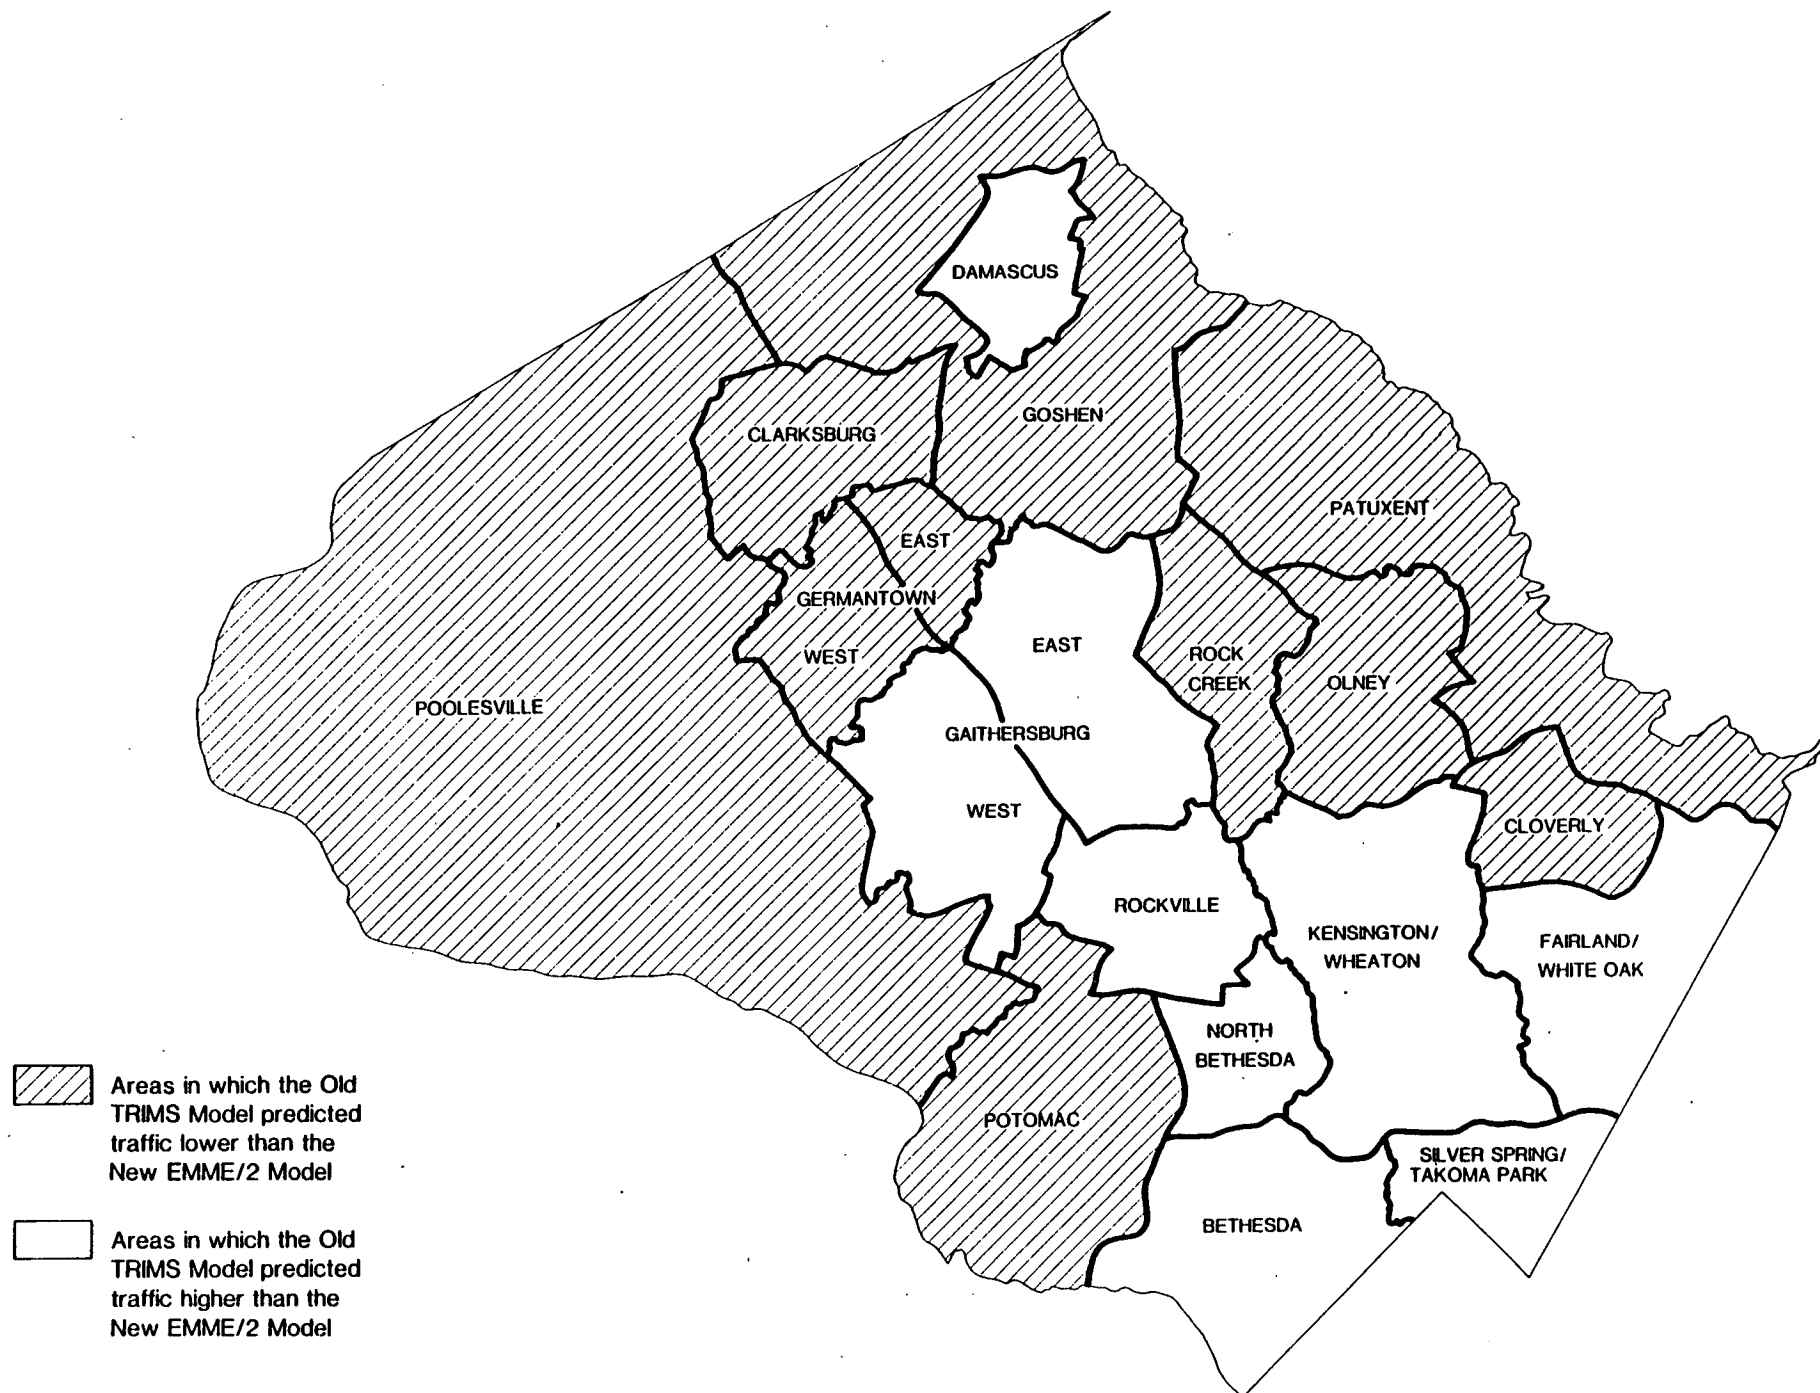 DAMASCUS
GOSHEN
CLARKSBURG
PATUXENT
EAST
GERMANTOWN
WEST
EAST
ROCK
CREEK
OLNEY
POOLESVILLE
GAITHERSBURG
WEST
CLOVERLY
ROCKVILLE
KENSINGTON/
WHEATON
FAIRLAND/
WHITE OAK
NORTH
BETHESDA
POTOMAC
SILVER SPRING/
TAKOMA PARK
BETHESDA
Areas in which the Old
TRIMS Model predicted
traffic lower than the
New EMME/2 Model
Areas in which the Old
TRIMS Model predicted
traffic higher than the
New EMME/2 Model